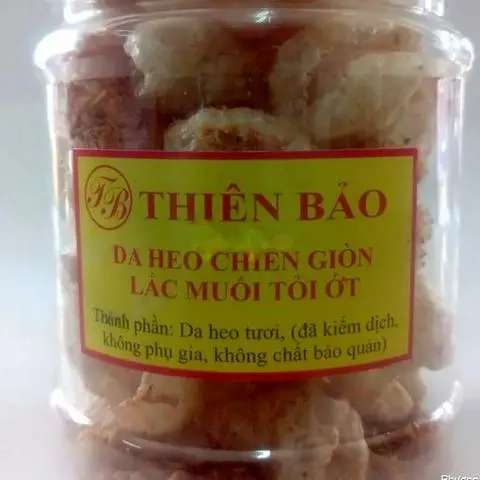 TB THIÊN BẢO
DA HEO CHIÊN GIÒN
LẮC MUỐI TỎI ỚT
Thành phần: Da heo tươi, (đã kiểm dịch,
không phụ gia, không chất bảo quản)